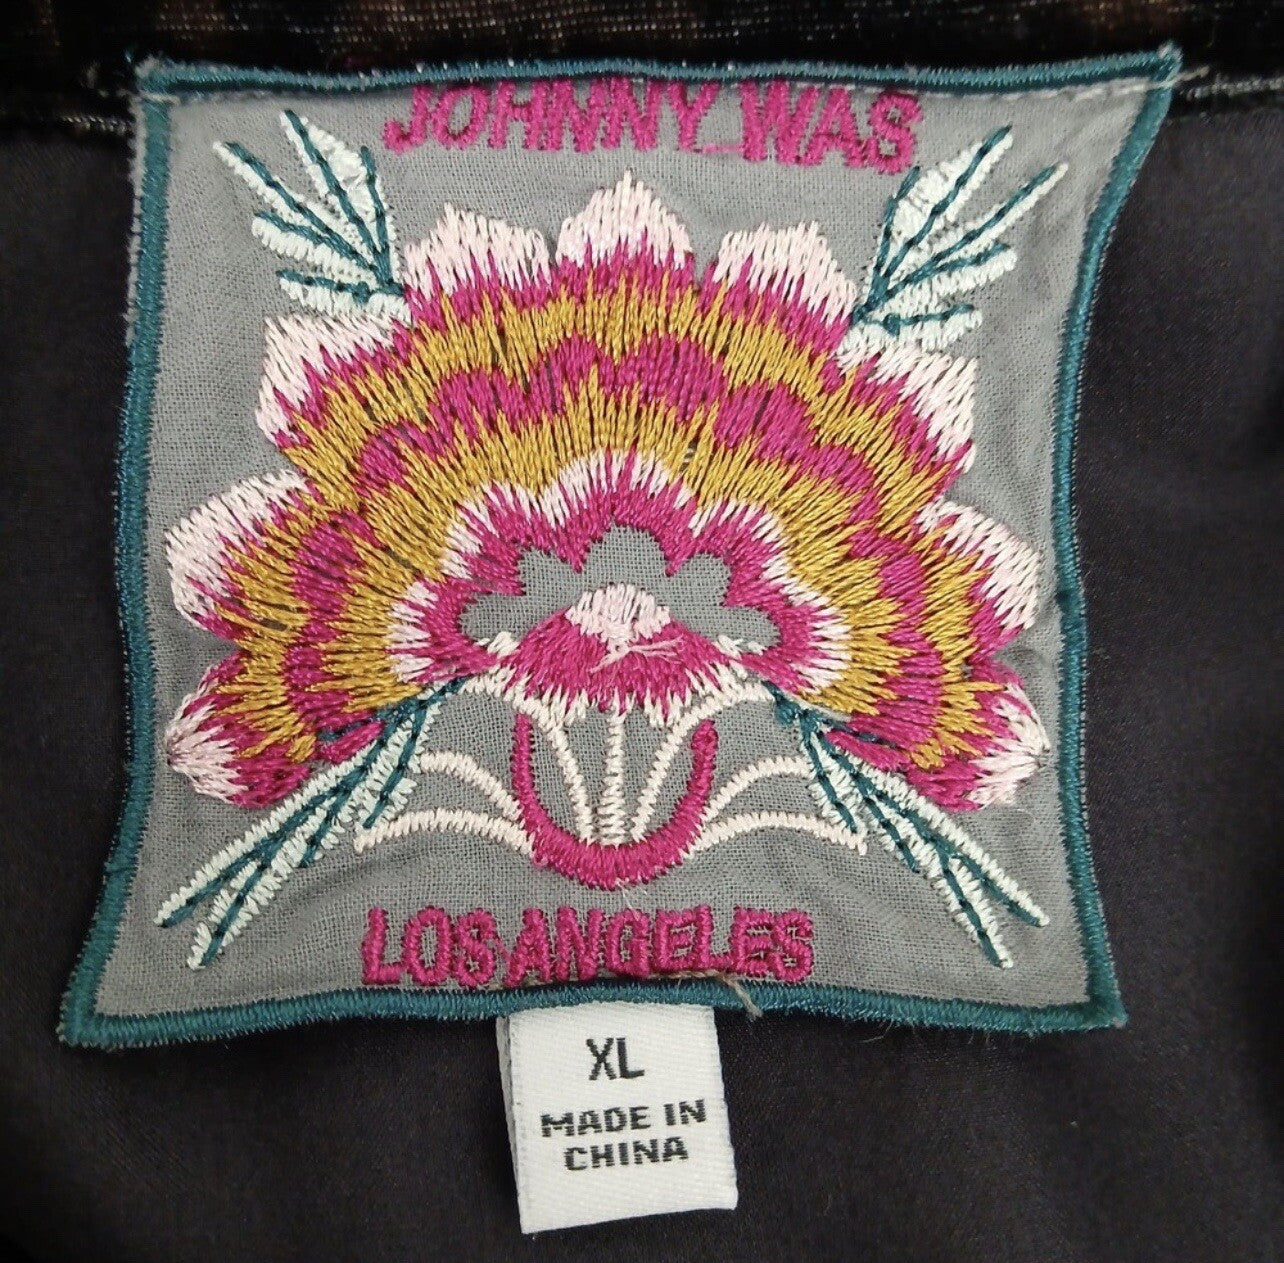 JOHNNY WAS
LOS ANGELES
XL
MADE IN
CHINA